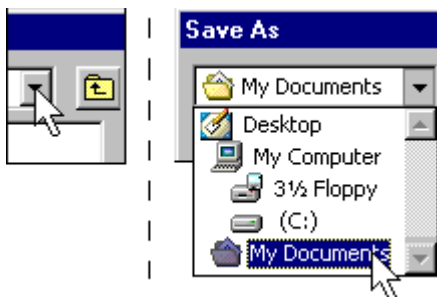 Save As
My Documents
Desktop
My Computer
3½ Floppy
(C:)
My Documents